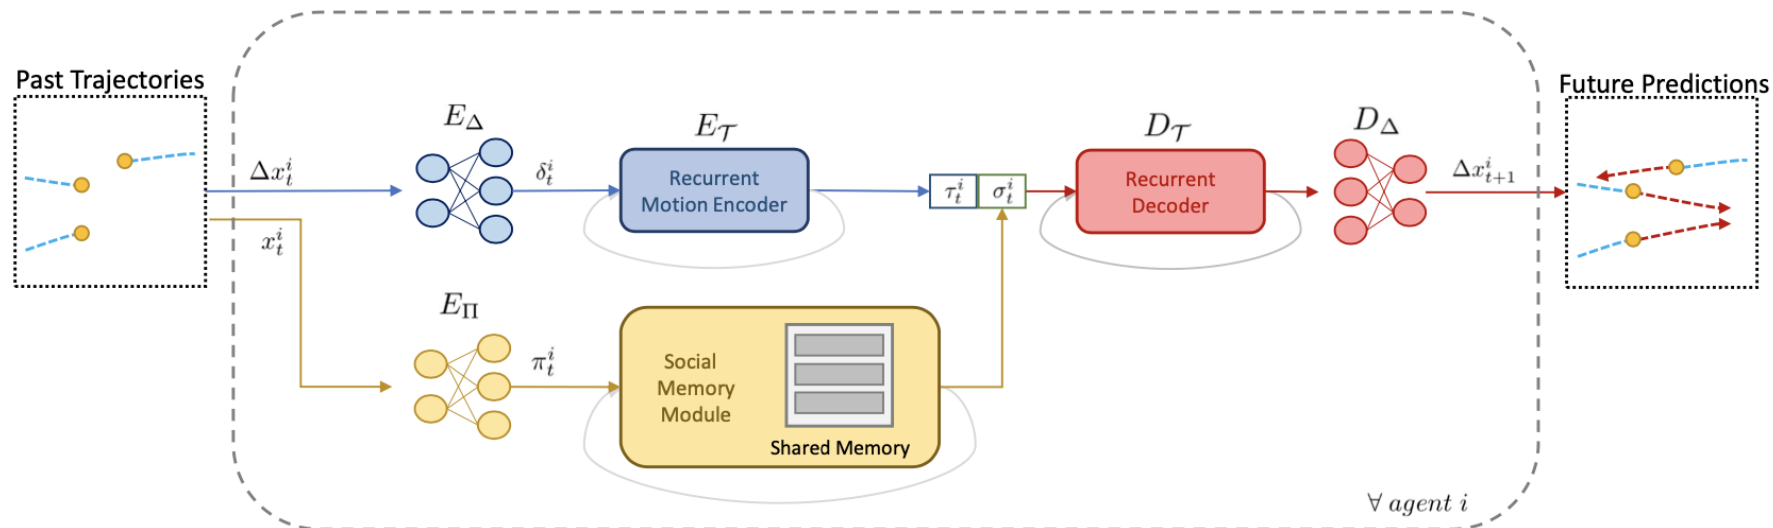 Past Trajectories
Future Predictions
E_Δ
E_𝒯
D_𝒯
D_Δ
Δx_t^i
δ_t^i
Recurrent
Motion Encoder
τ_t^i σ_t^i
Recurrent
Decoder
Δx_{t+1}^i
x_t^i
E_Π
π_t^i
Social
Memory
Module
Shared Memory
∀ agent i